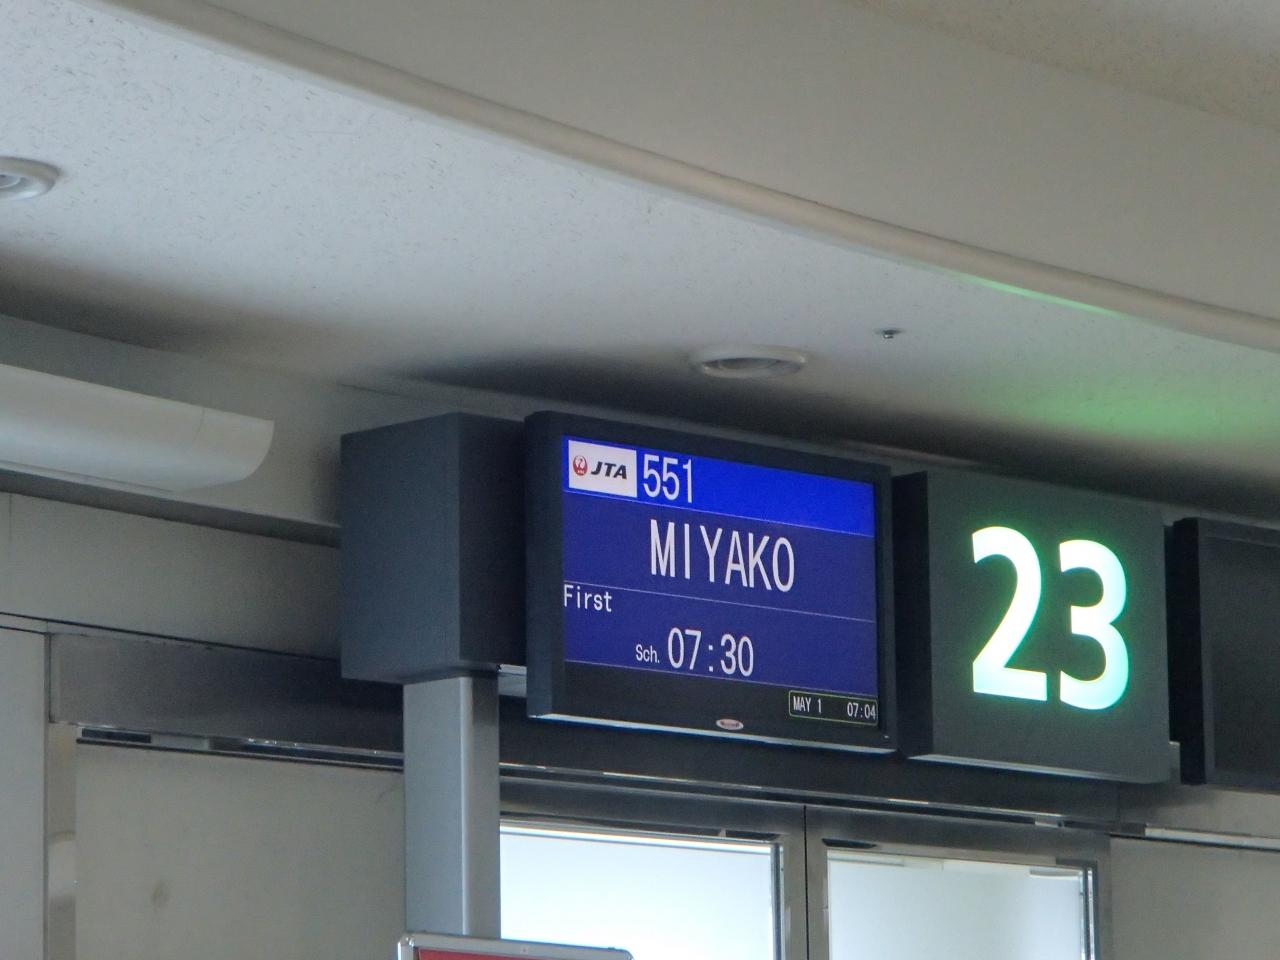 JTA 551
MIYAKO
First
Sch. 07:30
MAY 1 07:04
23